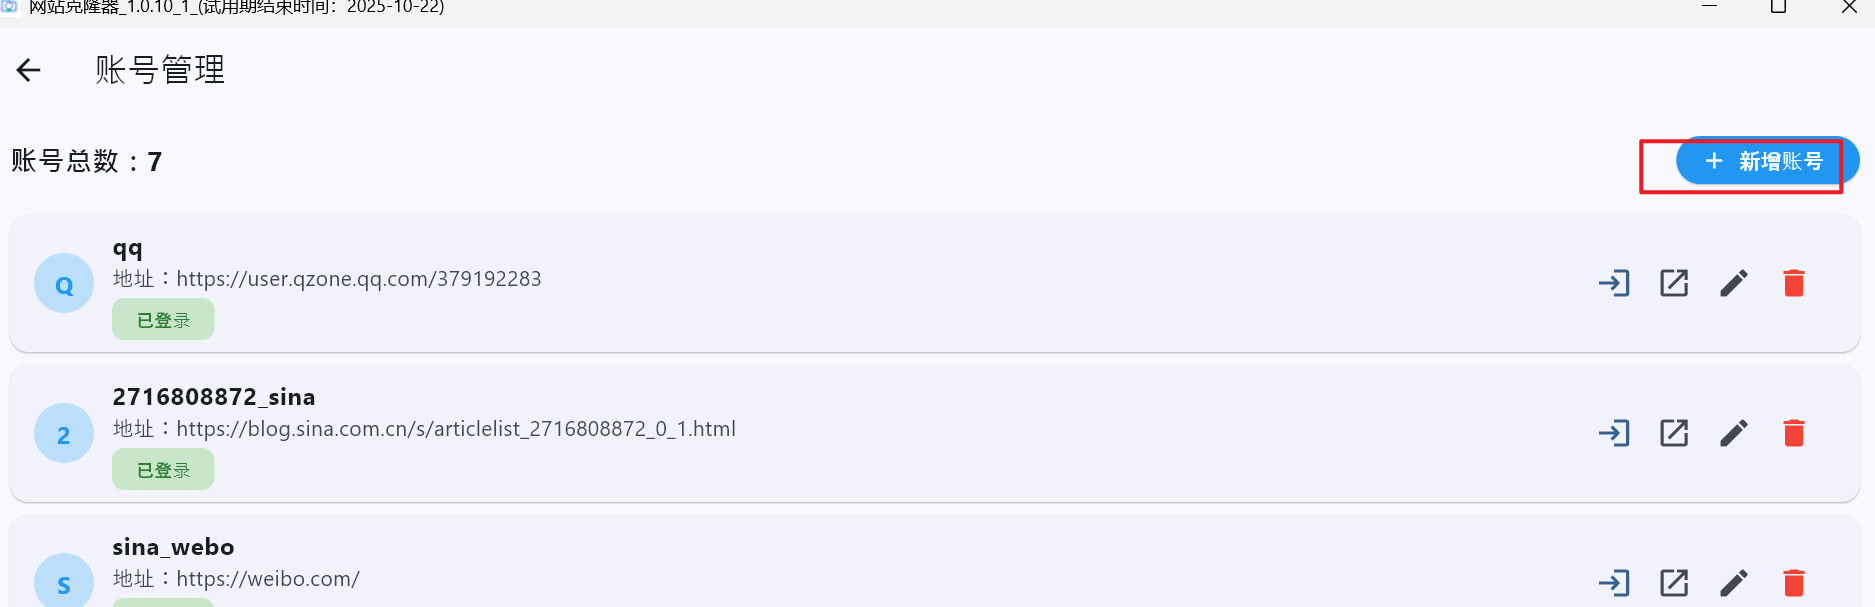 网站克隆器_1.0.10_1_(试用期结束时间：2025-10-22)
账号管理
账号总数：7
+ 新增账号
Q
qq
地址：https://user.qzone.qq.com/379192283
已登录
2
2716808872_sina
地址：https://blog.sina.com.cn/s/articlelist_2716808872_0_1.html
已登录
S
sina_webo
地址：https://weibo.com/